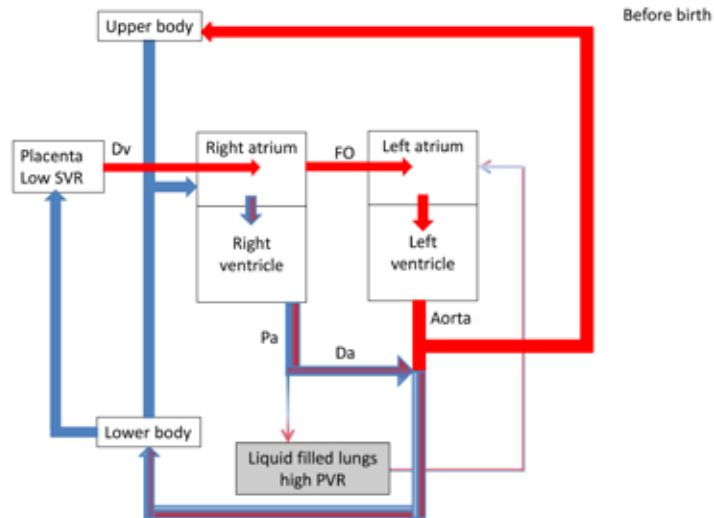 Before birth
Upper body
Dv
Placenta
Low SVR
Right atrium
FO
Left atrium
Right
ventricle
Left
ventricle
Pa
Da
Aorta
Lower body
Liquid filled lungs
high PVR